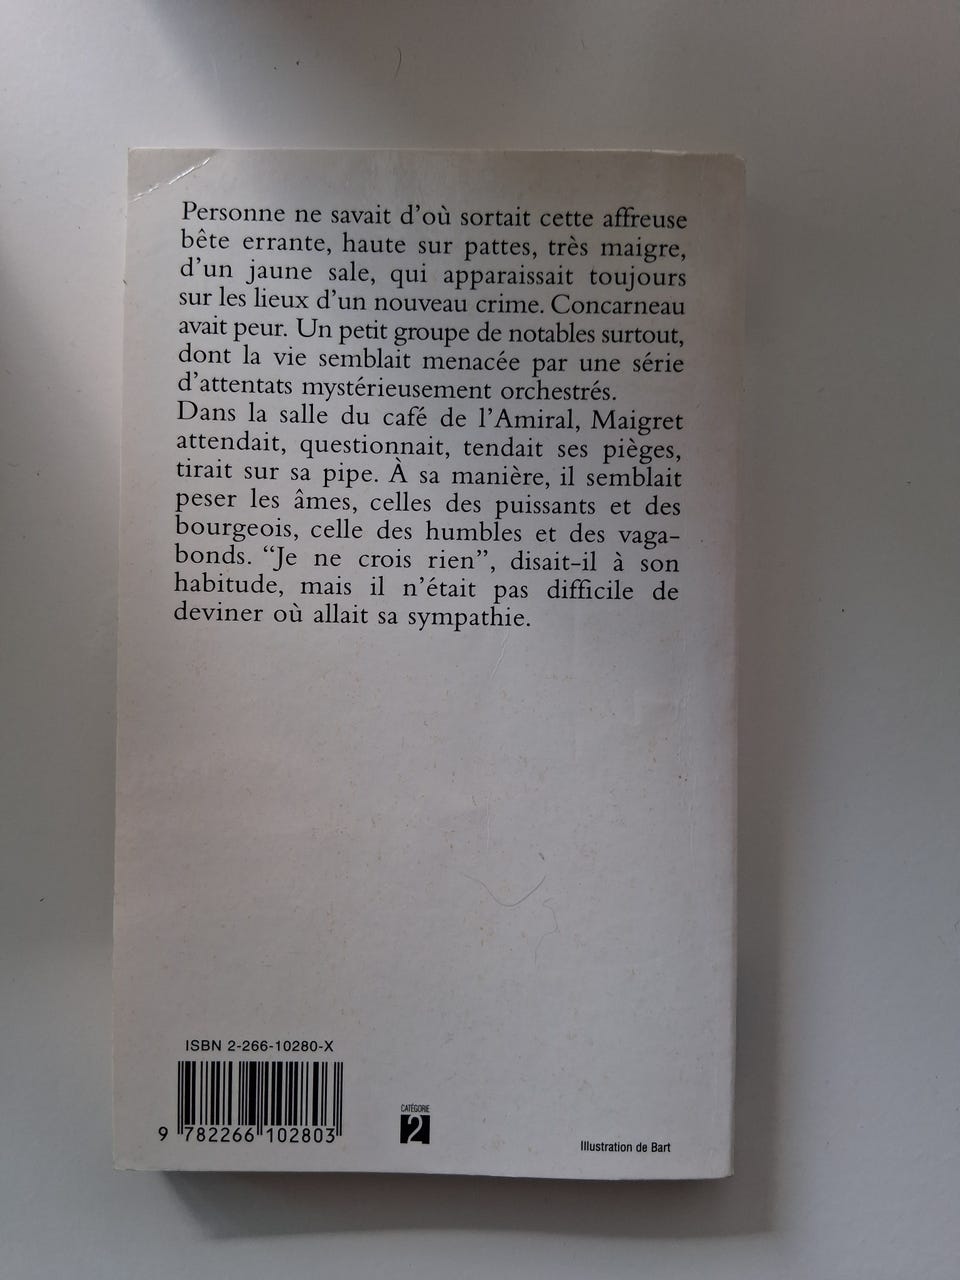 Personne ne savait d'où sortait cette affreuse
bête errante, haute sur pattes, très maigre,
d'un jaune sale, qui apparaissait toujours
sur les lieux d'un nouveau crime. Concarneau
avait peur. Un petit groupe de notables surtout,
dont la vie semblait menacée par une série
d'attentats mystérieusement orchestrés.
Dans la salle du café de l'Amiral, Maigret
attendait, questionnait, tendait ses pièges,
tirait sur sa pipe. À sa manière, il semblait
peser les âmes, celles des puissants et des
bourgeois, celle des humbles et des vaga-
bonds. “Je ne crois rien”, disait-il à son
habitude, mais il n'était pas difficile de
deviner où allait sa sympathie.
ISBN 2-266-10280-X
9 782266 102803
CATÉGORIE
2
Illustration de Bart